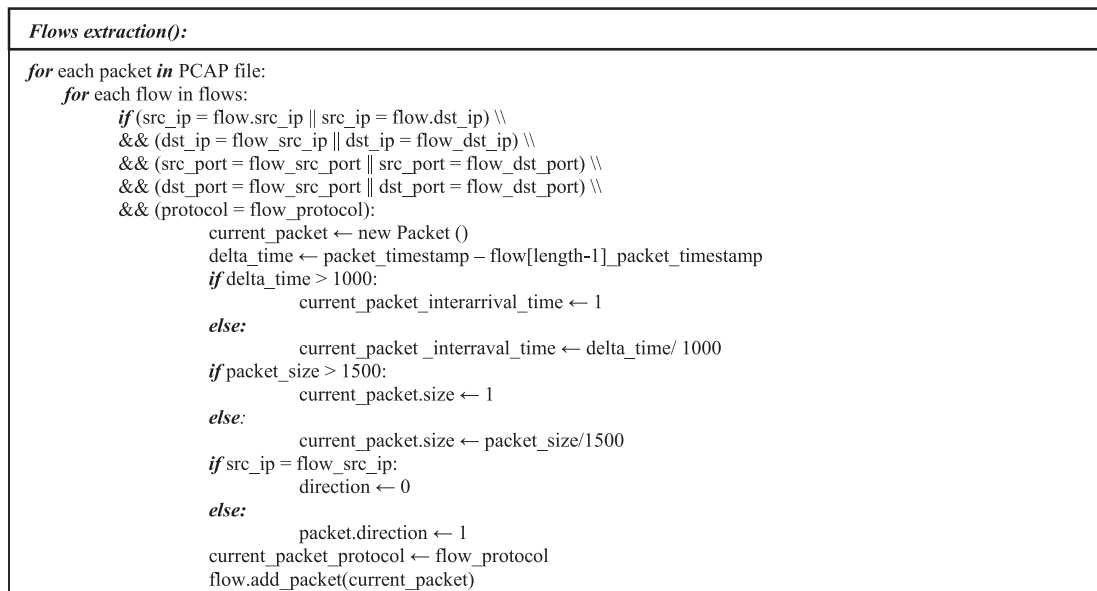 Flows extraction():
for each packet in PCAP file:
for each flow in flows:
if (src_ip = flow.src_ip || src_ip = flow.dst_ip) \\
&& (dst_ip = flow_src_ip || dst_ip = flow_dst_ip) \\
&& (src_port = flow_src_port || src_port = flow_dst_port) \\
&& (dst_port = flow_src_port || dst_port = flow_dst_port) \\
&& (protocol = flow_protocol):
current_packet ← new Packet ()
delta_time ← packet_timestamp – flow[length-1]_packet_timestamp
if delta_time > 1000:
current_packet_interarrival_time ← 1
else:
current_packet _interraval_time ← delta_time/ 1000
if packet_size > 1500:
current_packet.size ← 1
else:
current_packet.size ← packet_size/1500
if src_ip = flow_src_ip:
direction ← 0
else:
packet.direction ← 1
current_packet_protocol ← flow_protocol
flow.add_packet(current_packet)